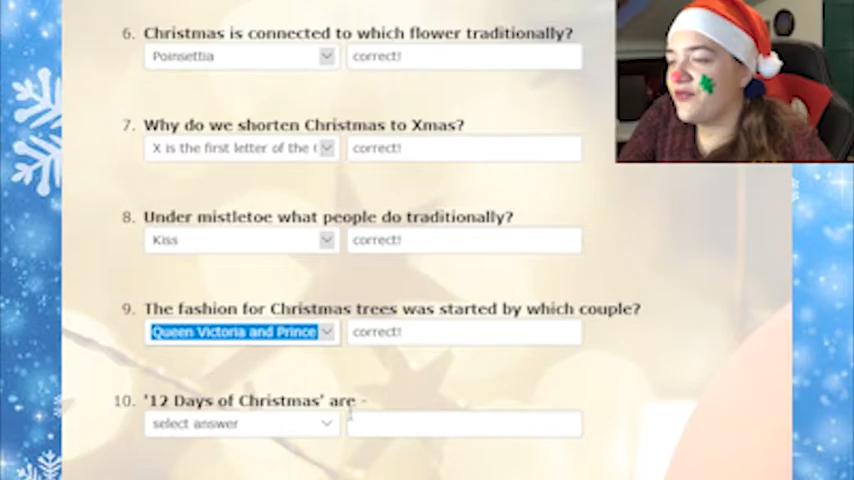 6. Christmas is connected to which flower traditionally?
Poinsettia correct!
7. Why do we shorten Christmas to Xmas?
X is the first letter of the ( correct!
8. Under mistletoe what people do traditionally?
Kiss correct!
9. The fashion for Christmas trees was started by which couple?
Queen Victoria and Prince correct!
10. '12 Days of Christmas' are -
select answer